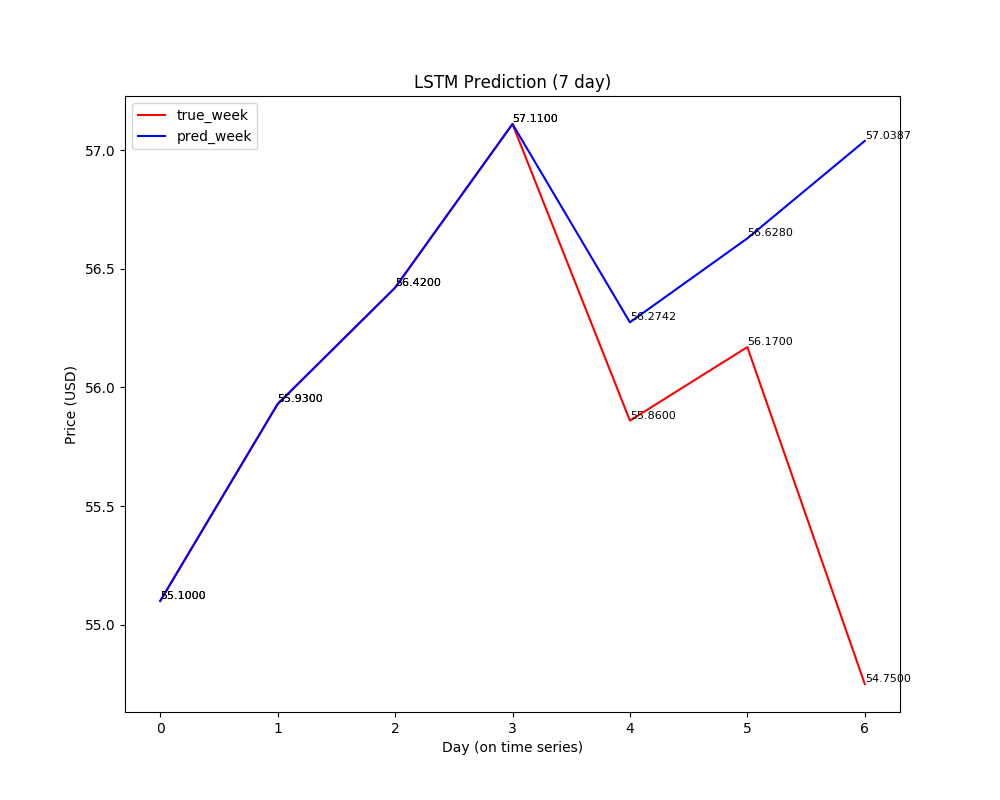 LSTM Prediction (7 day)
true_week
pred_week
57.0
56.5
56.0
55.5
55.0
Price (USD)
55.1000
55.9300
56.4200
57.1100
56.2742
56.6280
57.0387
55.8600
56.1700
54.7500
0 1 2 3 4 5 6
Day (on time series)